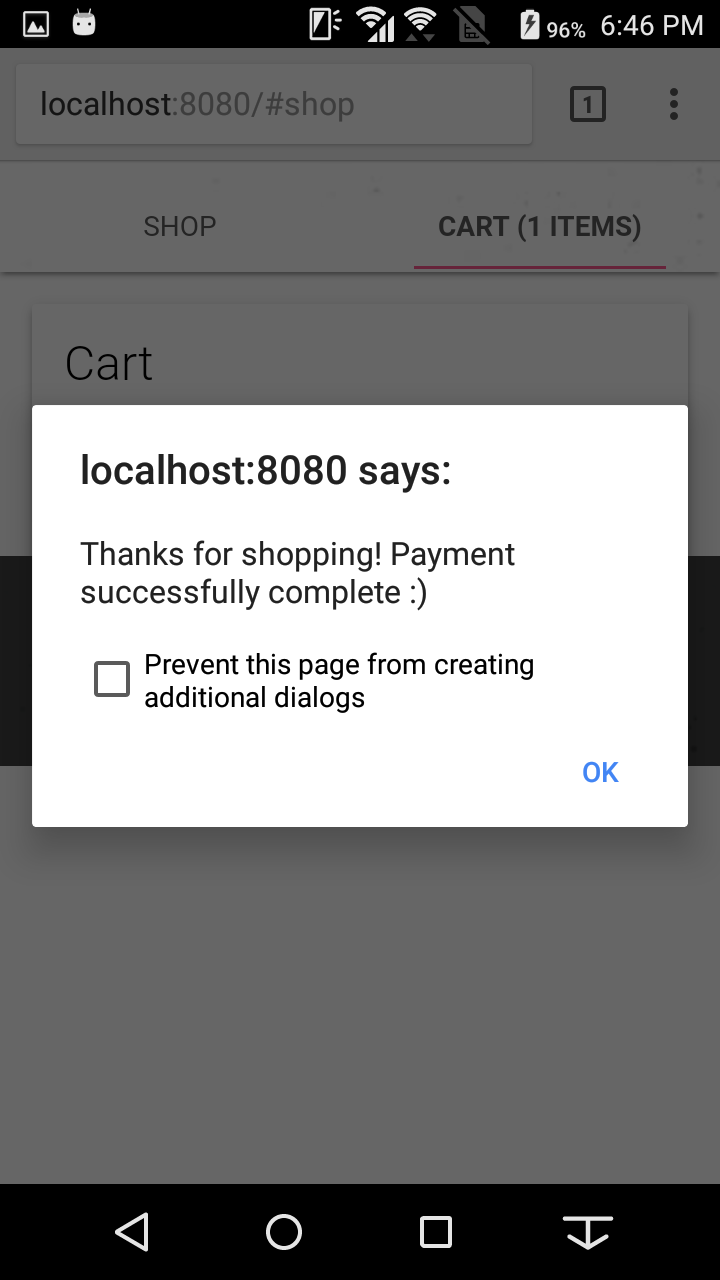 96% 6:46 PM
localhost:8080/#shop
1
SHOP
CART (1 ITEMS)
Cart
localhost:8080 says:
Thanks for shopping! Payment
successfully complete :)
Prevent this page from creating
additional dialogs
OK